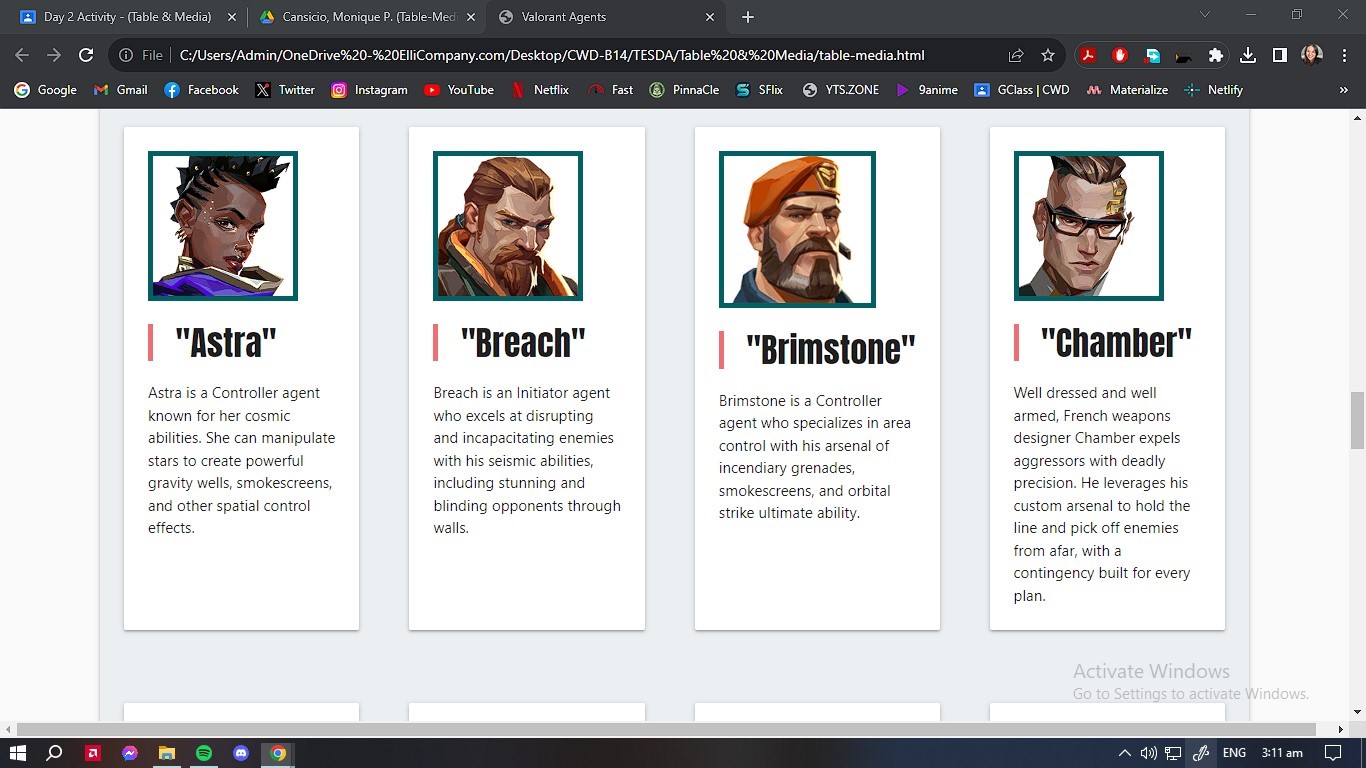 Day 2 Activity - (Table & Media)
Cansicio, Monique P. (Table-Med
Valorant Agents
File
C:/Users/Admin/OneDrive%20-%20ElliCompany.com/Desktop/CWD-B14/TESDA/Table%20&%20Media/table-media.html
Google
Gmail
Facebook
Twitter
Instagram
YouTube
Netflix
Fast
PinnaCle
SFlix
YTS.ZONE
9anime
GClass | CWD
Materialize
Netlify
»
"Astra"
Astra is a Controller agent
known for her cosmic
abilities. She can manipulate
stars to create powerful
gravity wells, smokescreens,
and other spatial control
effects.
"Breach"
Breach is an Initiator agent
who excels at disrupting
and incapacitating enemies
with his seismic abilities,
including stunning and
blinding opponents through
walls.
"Brimstone"
Brimstone is a Controller
agent who specializes in area
control with his arsenal of
incendiary grenades,
smokescreens, and orbital
strike ultimate ability.
"Chamber"
Well dressed and well
armed, French weapons
designer Chamber expels
aggressors with deadly
precision. He leverages his
custom arsenal to hold the
line and pick off enemies
from afar, with a
contingency built for every
plan.
Activate Windows
Go to Settings to activate Windows.
ENG
3:11 am